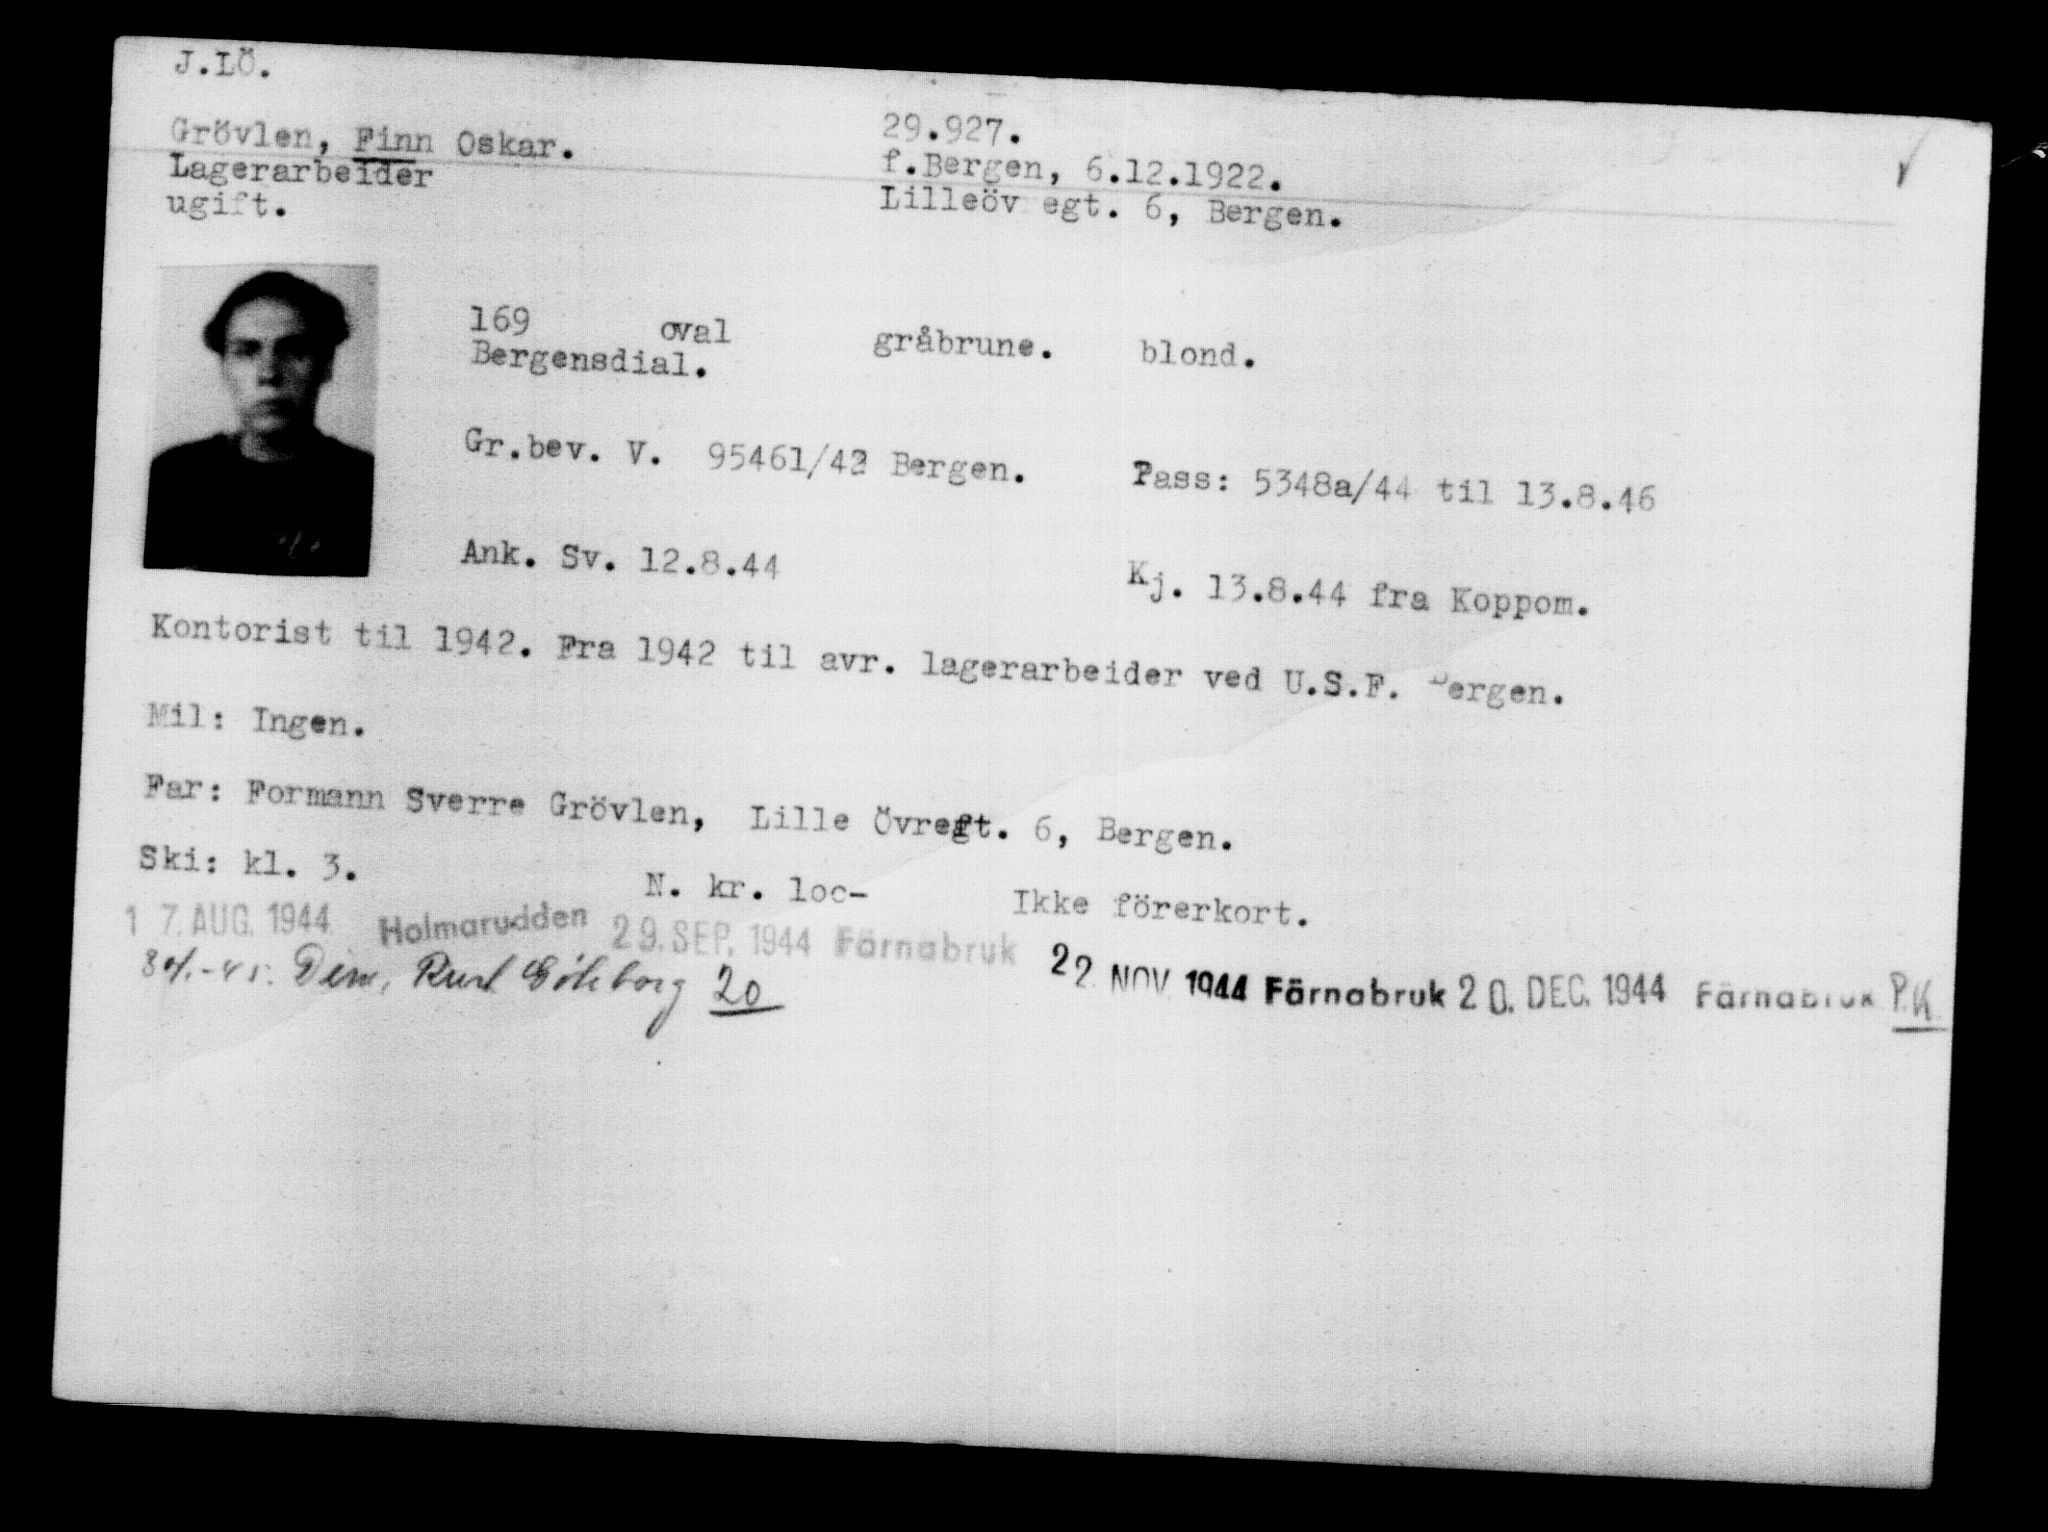 J.LÖ.
Grövlen, Finn Oskar. 29.927.
Lagerarbeider f.Bergen, 6.12.1922.
ugift. Lilleöv egt. 6, Bergen.
169 oval gråbrune. blond.
Bergensdial.
Gr.bev. V. 95461/42 Bergen. Pass: 5348a/44 til 13.8.46
Ank. Sv. 12.8.44 Kj. 13.8.44 fra Koppom.
Kontorist til 1942. Fra 1942 til avr. lagerarbeider ved U.S.F. Bergen.
Mil: Ingen.
Far: Formann Sverre Grövlen, Lille Övregt. 6, Bergen.
Ski: kl. 3. N. kr. 100- Ikke förerkort.
17. AUG. 1944 Holmarudden 29. SEP. 1944 Färnabruk 22. NOV. 1944 Färnabruk 20. DEC. 1944 Färnabruk P.K.
Dim, Göteborg 20